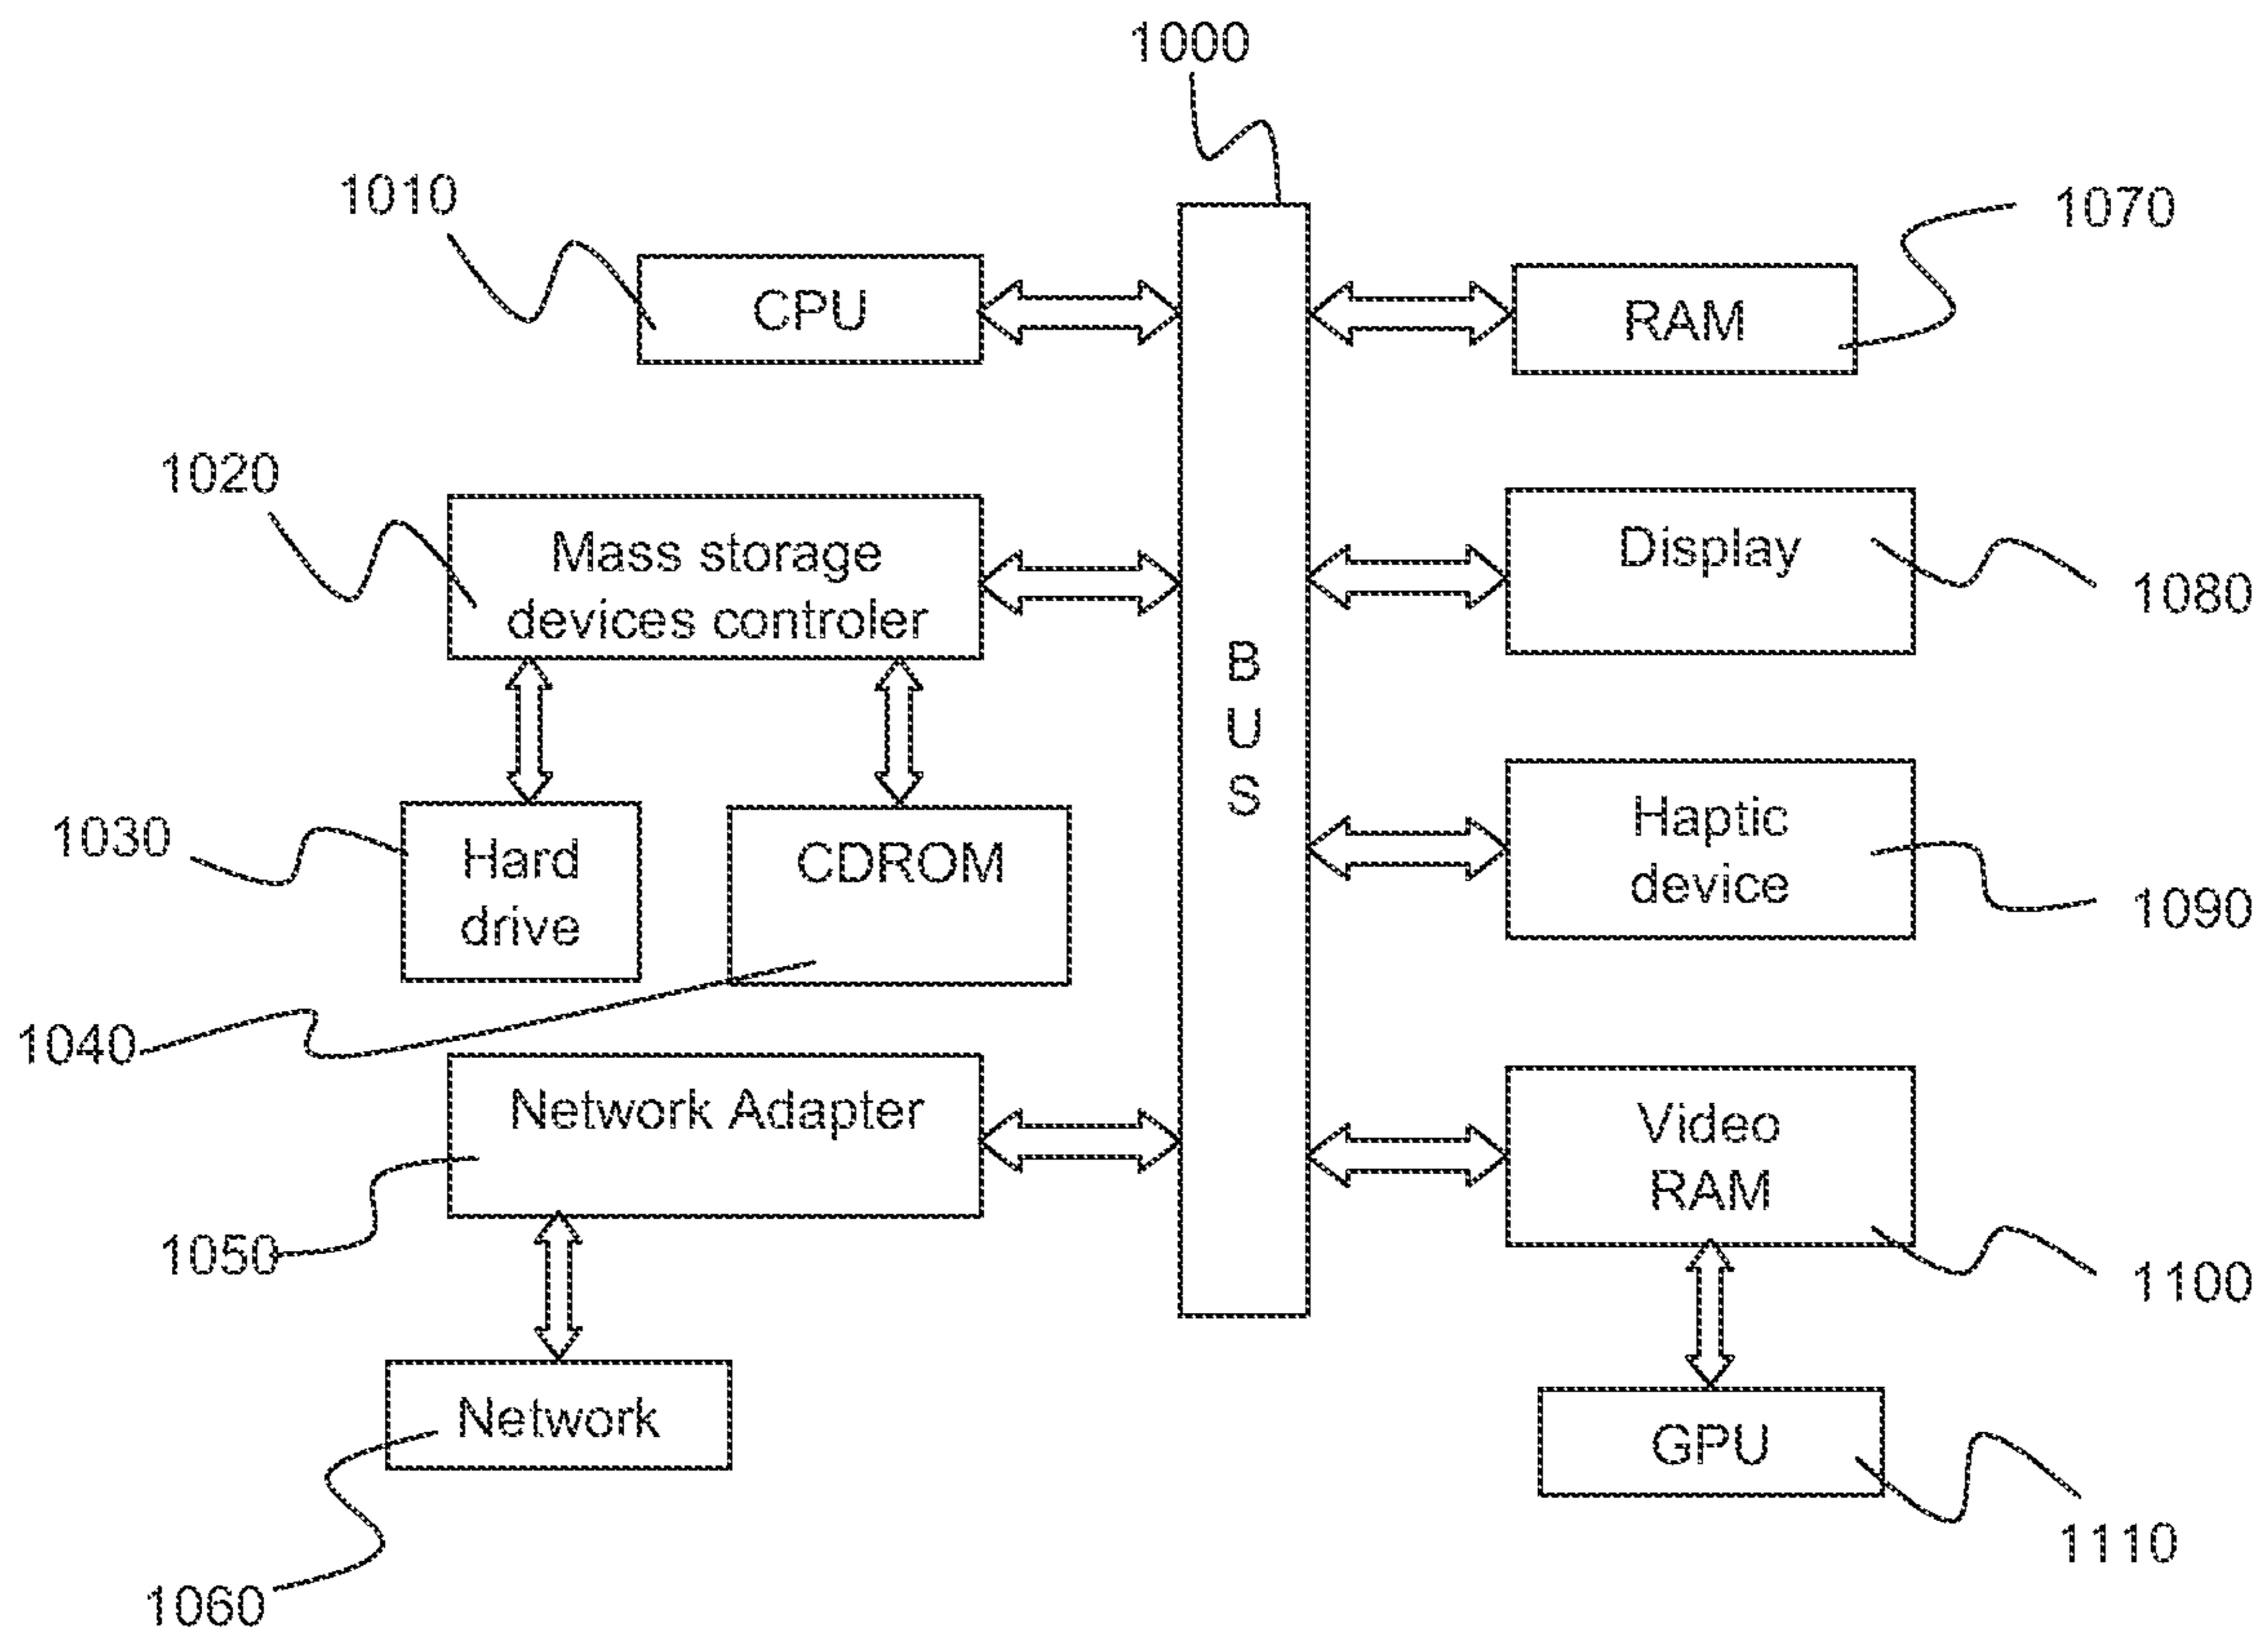 1000
1010
CPU
RAM
1070
1020
Mass storage
devices controler
Display
1080
B
U
S
1030
Hard
drive
CDROM
Haptic
device
1090
1040
Network Adapter
1050
Video
RAM
1100
Network
1060
GPU
1110